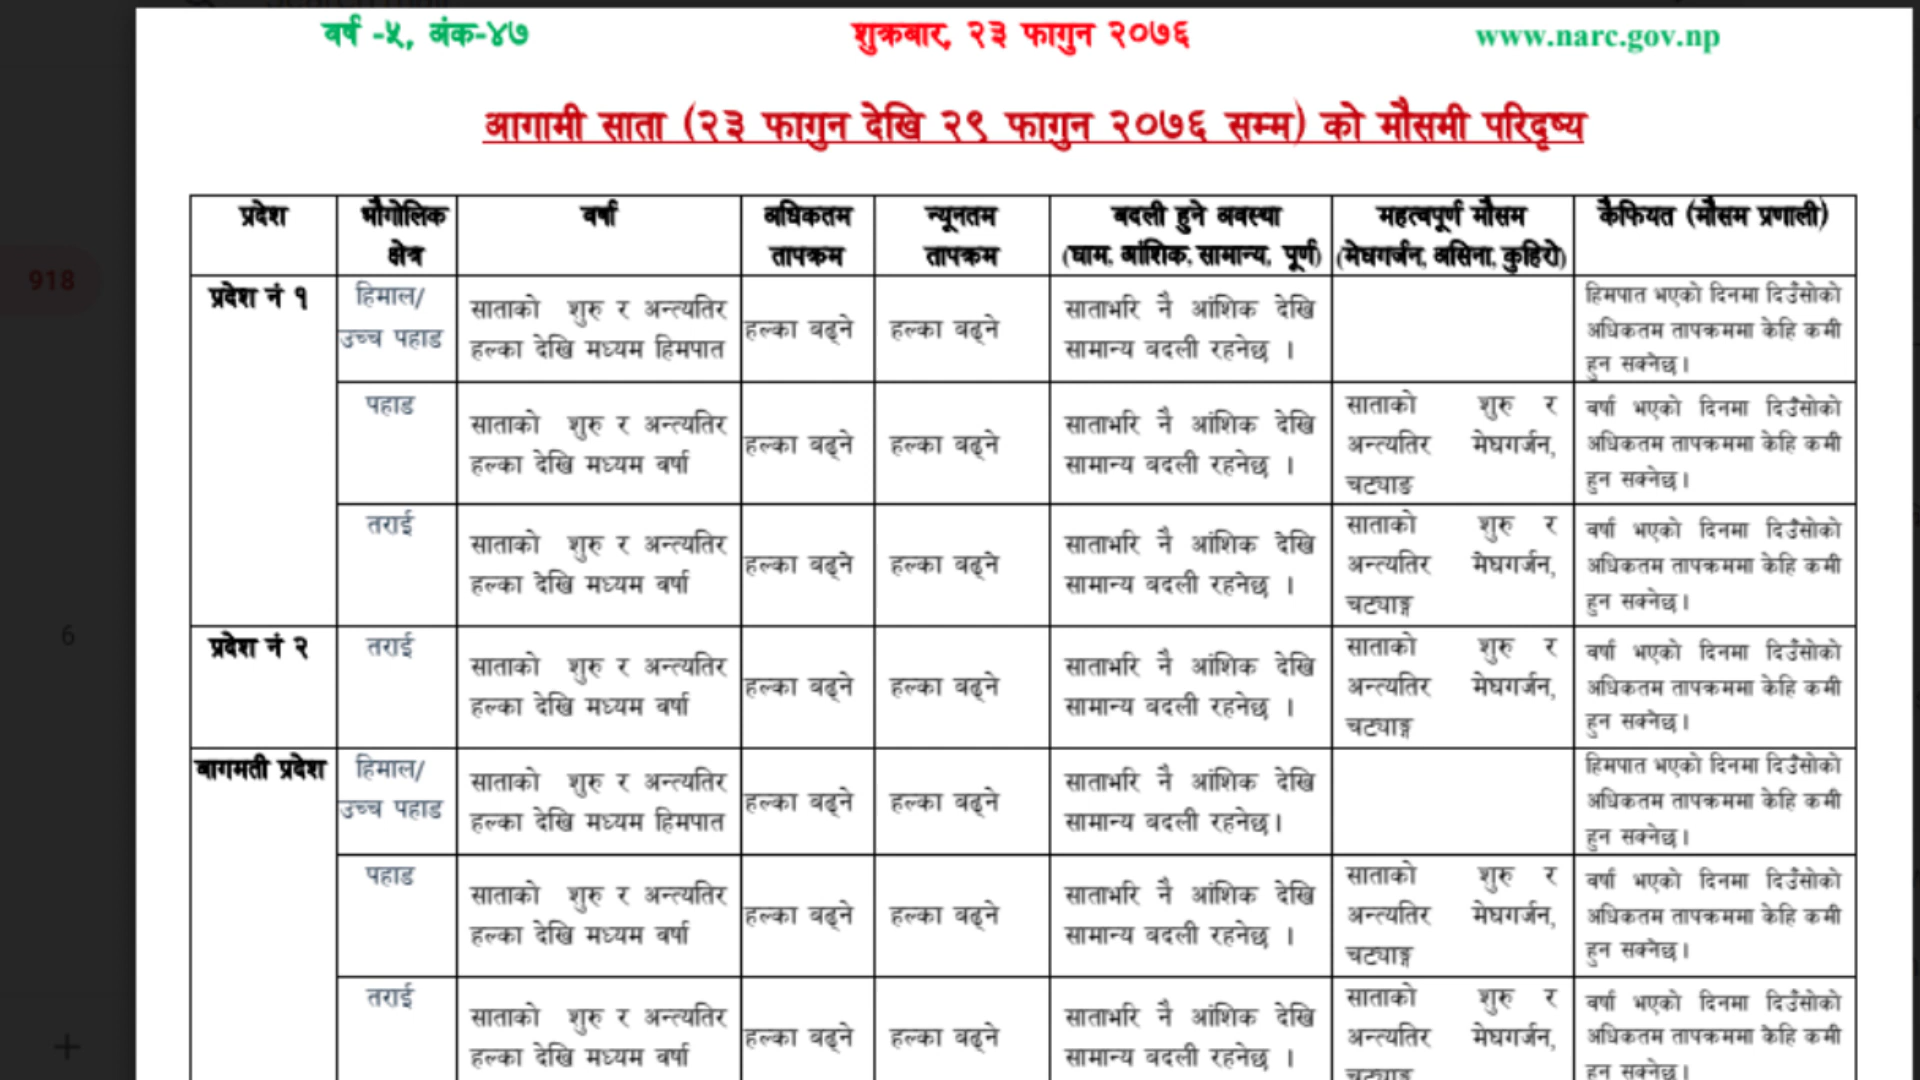 वर्ष -५, अंक-४७ शुक्रबार, २३ फागुन २०७६ www.narc.gov.np
आगामी साता (२३ फागुन देखि २९ फागुन २०७६ सम्म) को मौसमी परिदृष्य
प्रदेश भौगोलिक वर्षा अधिकतम न्यूनतम बदली हुने अवस्था महत्वपूर्ण मौसम कैफियत (मौसम प्रणाली)
क्षेत्र तापक्रम तापक्रम (घाम, आंशिक, सामान्य, पूर्ण) (मेघगर्जन, असिना, कुहिरो)
918
प्रदेश नं १ हिमाल/ साताको शुरु र अन्त्यतिर हल्का बढ्ने हल्का बढ्ने साताभरि नै आंशिक देखि हिमपात भएको दिनमा दिउँसोको
उच्च पहाड हल्का देखि मध्यम हिमपात सामान्य बदली रहनेछ । अधिकतम तापक्रममा केहि कमी
हुन सक्नेछ।
पहाड साताको शुरु र अन्त्यतिर हल्का बढ्ने हल्का बढ्ने साताभरि नै आंशिक देखि साताको शुरु र वर्षा भएको दिनमा दिउँसोको
हल्का देखि मध्यम वर्षा सामान्य बदली रहनेछ । अन्त्यतिर मेघगर्जन, अधिकतम तापक्रममा केहि कमी
चट्याङ हुन सक्नेछ।
तराई साताको शुरु र अन्त्यतिर हल्का बढ्ने हल्का बढ्ने साताभरि नै आंशिक देखि साताको शुरु र वर्षा भएको दिनमा दिउँसोको
हल्का देखि मध्यम वर्षा सामान्य बदली रहनेछ । अन्त्यतिर मेघगर्जन, अधिकतम तापक्रममा केहि कमी
चट्याङ्ग हुन सक्नेछ।
6
प्रदेश नं २ तराई साताको शुरु र अन्त्यतिर हल्का बढ्ने हल्का बढ्ने साताभरि नै आंशिक देखि साताको शुरु र वर्षा भएको दिनमा दिउँसोको
हल्का देखि मध्यम वर्षा सामान्य बदली रहनेछ । अन्त्यतिर मेघगर्जन, अधिकतम तापक्रममा केहि कमी
चट्याङ्ग हुन सक्नेछ।
बागमती प्रदेश हिमाल/ साताको शुरु र अन्त्यतिर हल्का बढ्ने हल्का बढ्ने साताभरि नै आंशिक देखि हिमपात भएको दिनमा दिउँसोको
उच्च पहाड हल्का देखि मध्यम हिमपात सामान्य बदली रहनेछ। अधिकतम तापक्रममा केहि कमी
हुन सक्नेछ।
पहाड साताको शुरु र अन्त्यतिर हल्का बढ्ने हल्का बढ्ने साताभरि नै आंशिक देखि साताको शुरु र वर्षा भएको दिनमा दिउँसोको
हल्का देखि मध्यम वर्षा सामान्य बदली रहनेछ । अन्त्यतिर मेघगर्जन, अधिकतम तापक्रममा केहि कमी
चट्याङ्ग हुन सक्नेछ।
तराई साताको शुरु र अन्त्यतिर हल्का बढ्ने हल्का बढ्ने साताभरि नै आंशिक देखि साताको शुरु र वर्षा भएको दिनमा दिउँसोको
हल्का देखि मध्यम वर्षा सामान्य बदली रहनेछ । अन्त्यतिर मेघगर्जन, अधिकतम तापक्रममा केहि कमी
हुन सक्नेछ।